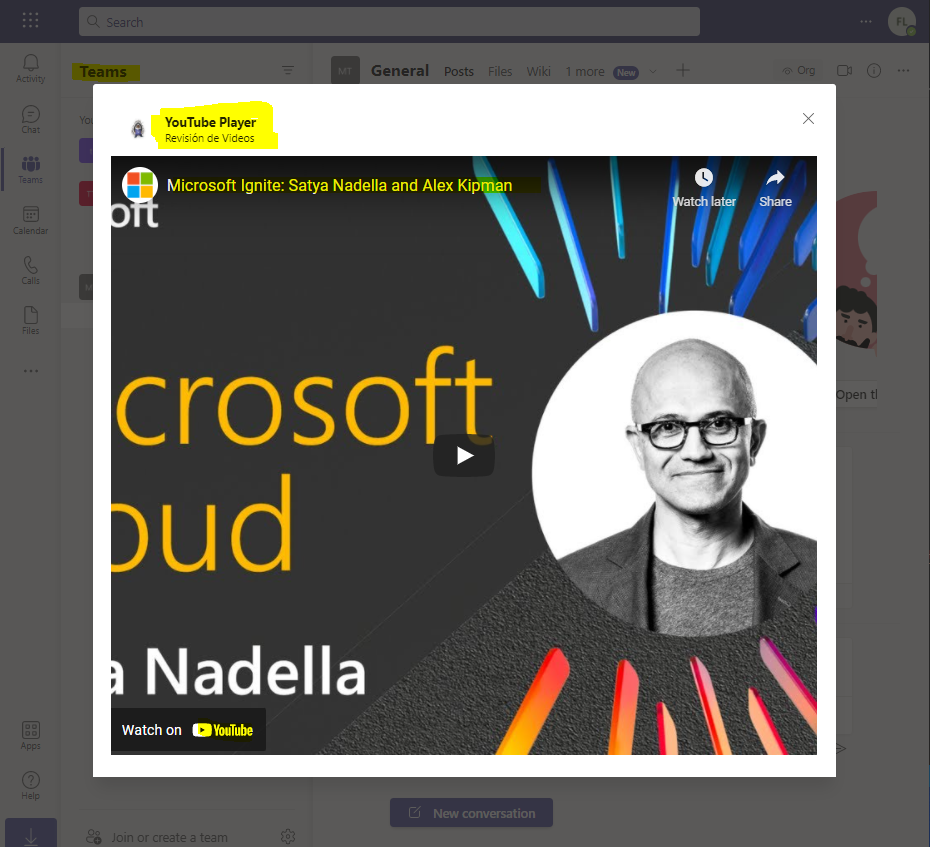 Search
FL
Activity
Chat
Teams
Calendar
Calls
Files
Apps
Help
Teams
MT
General
Posts
Files
Wiki
1 more
New
Org
YouTube Player
Revisión de Videos
Microsoft Ignite: Satya Nadella and Alex Kipman
Watch later
Share
oft
crosoft
oud
a Nadella
Watch on YouTube
Open th
New conversation
Join or create a team